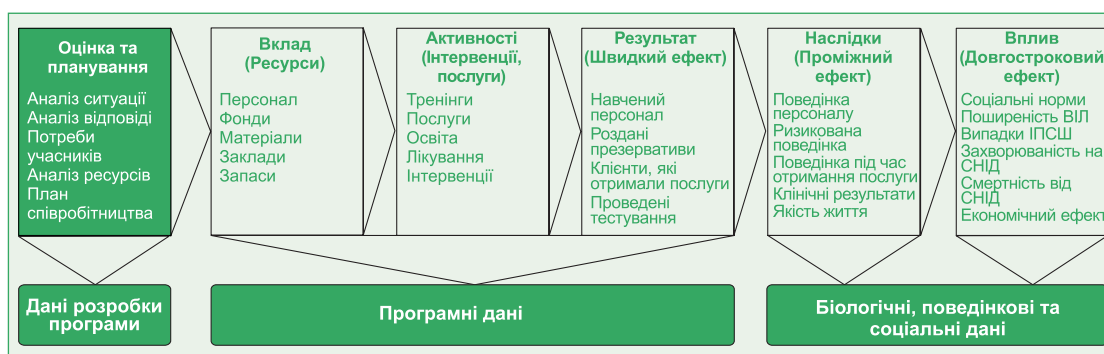 Оцінка та
планування
Аналіз ситуації
Аналіз відповіді
Потреби
учасників
Аналіз ресурсів
План
співробітництва
Вклад
(Ресурси)
Персонал
Фонди
Матеріали
Заклади
Запаси
Активності
(Інтервенції,
послуги)
Тренінги
Послуги
Освіта
Лікування
Інтервенції
Результат
(Швидкий ефект)
Навчений
персонал
Роздані
презервативи
Клієнти, які
отримали послуги
Проведені
тестування
Наслідки
(Проміжний
ефект)
Поведінка
персоналу
Ризикована
поведінка
Поведінка під час
отримання послуги
Клінічні результати
Якість життя
Вплив
(Довгостроковий
ефект)
Соціальні норми
Поширеність ВІЛ
Випадки ІПСШ
Захворюваність на
СНІД
Смертність від
СНІД
Економічний ефект
Дані розробки
програми
Програмні дані
Біологічні, поведінкові та
соціальні дані